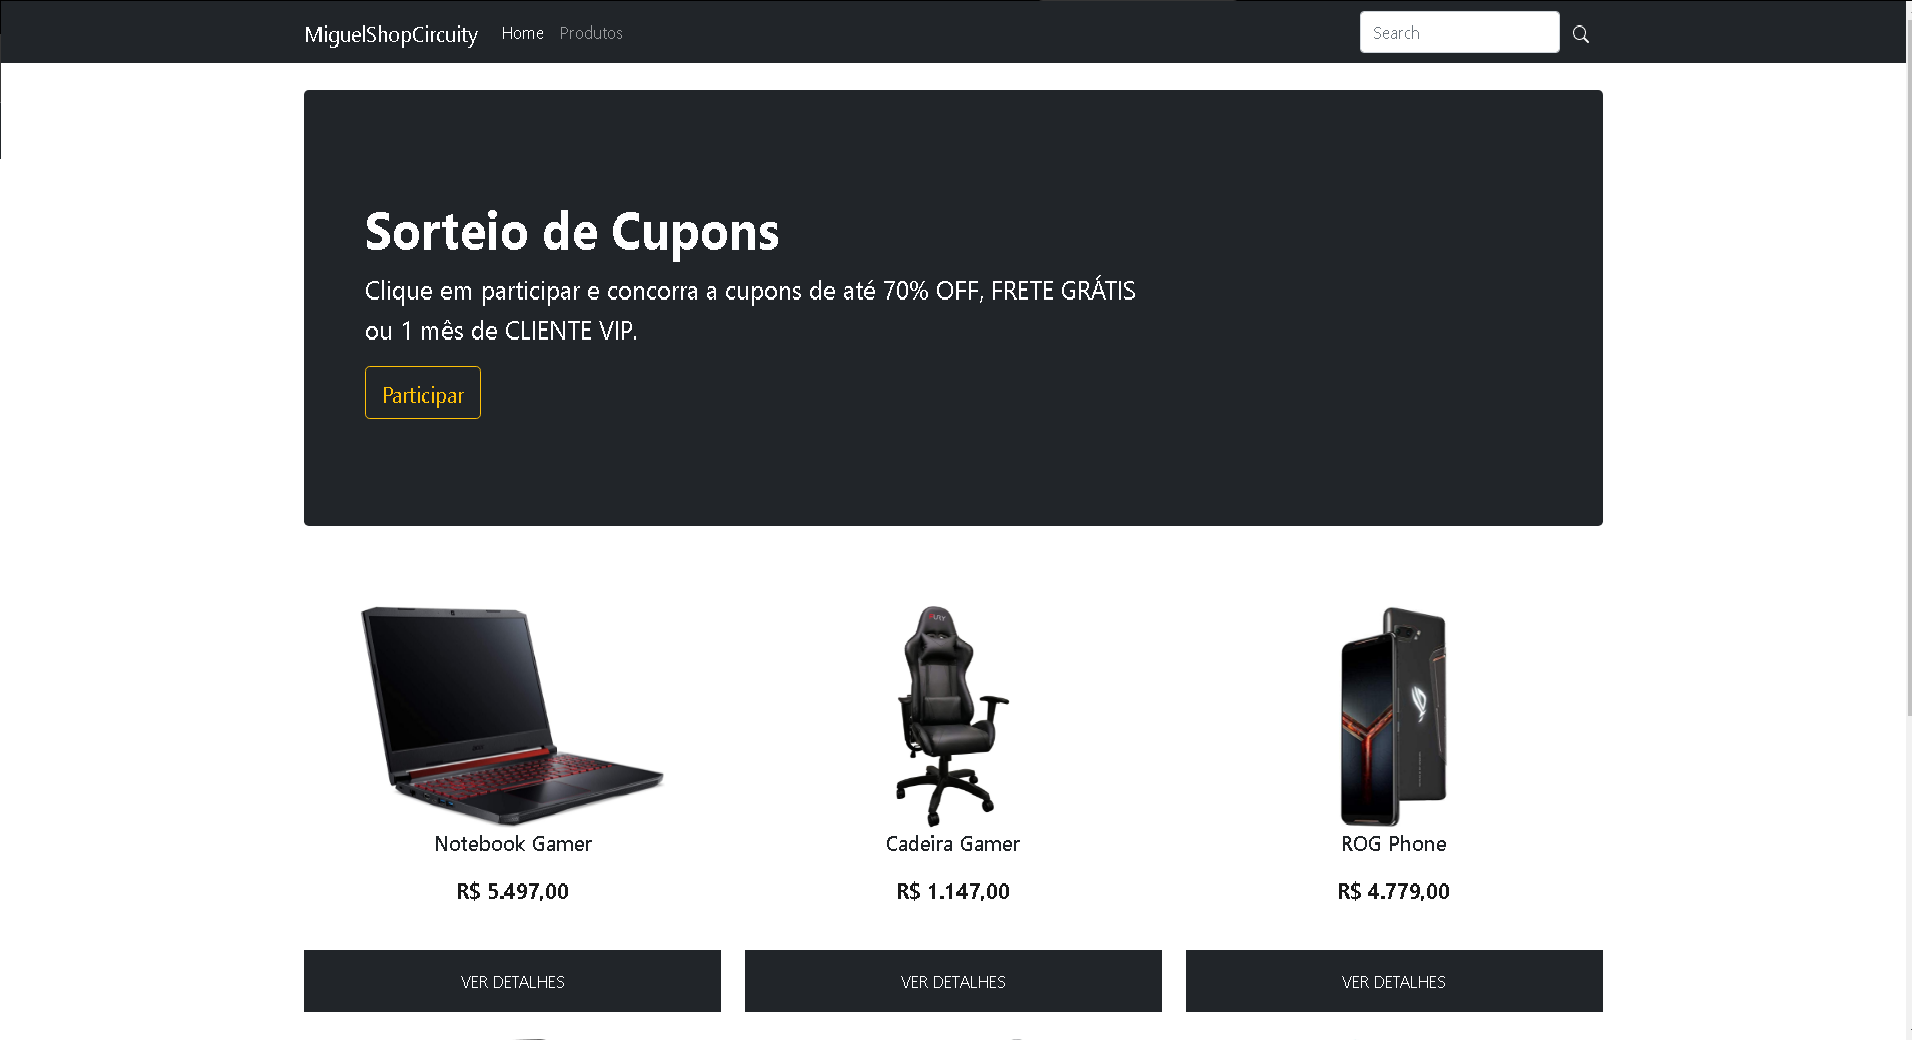 MiguelShopCircuity Home Produtos Search
Sorteio de Cupons
Clique em participar e concorra a cupons de até 70% OFF, FRETE GRÁTIS
ou 1 mês de CLIENTE VIP.
Participar
Notebook Gamer
R$ 5.497,00
VER DETALHES
Cadeira Gamer
R$ 1.147,00
VER DETALHES
ROG Phone
R$ 4.779,00
VER DETALHES